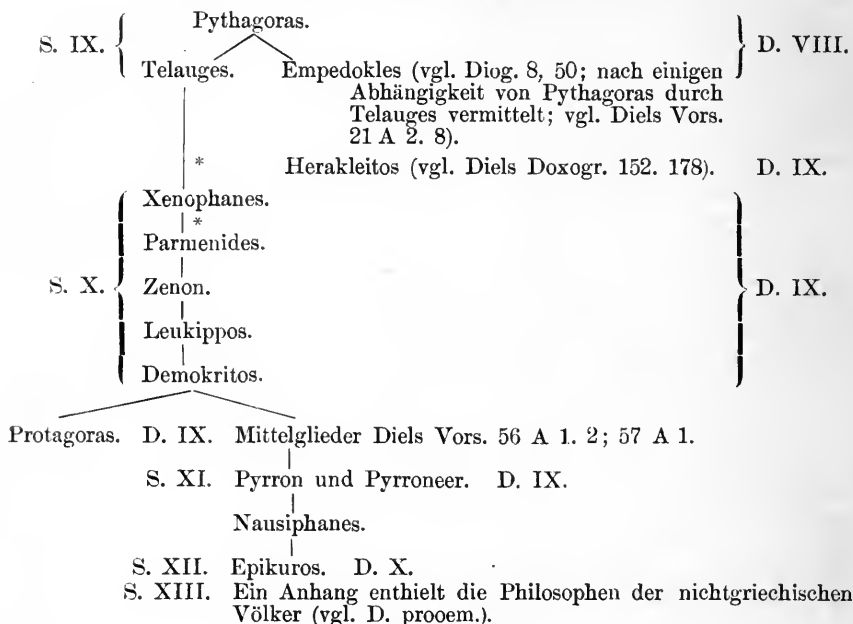 Pythagoras.
S. IX. D. VIII.
Telauges. Empedokles (vgl. Diog. 8, 50; nach einigen
Abhängigkeit von Pythagoras durch
Telauges vermittelt; vgl. Diels Vors.
21 A 2. 8).
* Herakleitos (vgl. Diels Doxogr. 152. 178). D. IX.
Xenophanes.
*
Parmenides.
S. X. Zenon. D. IX.
Leukippos.
Demokritos.
Protagoras. D. IX. Mittelglieder Diels Vors. 56 A 1. 2; 57 A 1.
S. XI. Pyrron und Pyrroneer. D. IX.
Nausiphanes.
S. XII. Epikuros. D. X.
S. XIII. Ein Anhang enthielt die Philosophen der nichtgriechischen
Völker (vgl. D. prooem.).